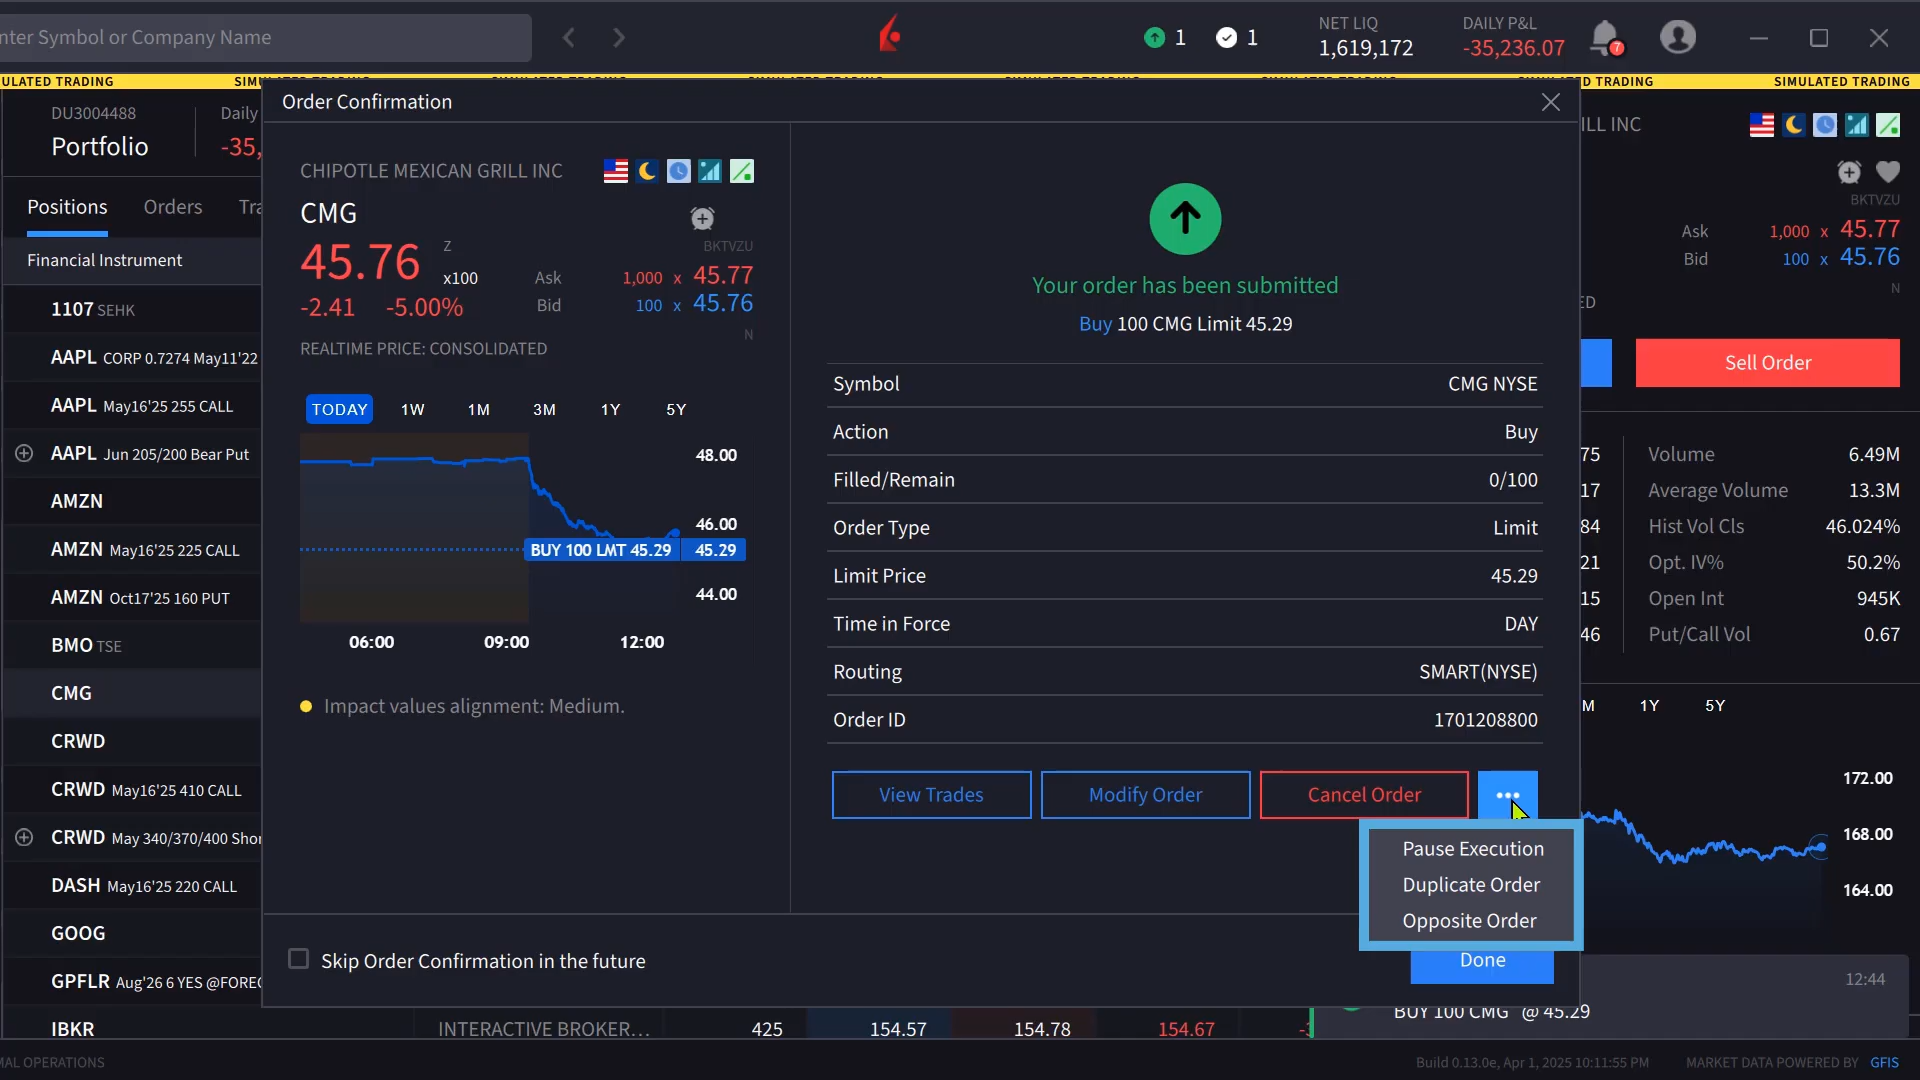 nter Symbol or Company Name
1
1
NET LIQ
1,619,172
DAILY P&L
-35,236.07
7
ULATED TRADING
SIMULATED TRADING
SIMULATED TRADING
SIMULATED TRADING
SIMULATED TRADING
SIMULATED TRADING
D TRADING
SIMULATED TRADING
DU3004488
Portfolio
Daily
-35,
Positions
Orders
Tra
Financial Instrument
1107 SEHK
AAPL CORP 0.7274 May11'22
AAPL May16'25 255 CALL
AAPL Jun 205/200 Bear Put
AMZN
AMZN May16'25 225 CALL
AMZN Oct17'25 160 PUT
BMO TSE
CMG
CRWD
CRWD May16'25 410 CALL
CRWD May 340/370/400 Shor
DASH May16'25 220 CALL
GOOG
GPFLR Aug'26 6 YES @FOREC
IBKR
INTERACTIVE BROKER...
425
154.57
154.78
154.67
-3
Order Confirmation
CHIPOTLE MEXICAN GRILL INC
CMG
45.76
Z
x100
-2.41 -5.00%
BKTVZU
Ask 1,000 x 45.77
Bid 100 x 45.76
N
REALTIME PRICE: CONSOLIDATED
TODAY 1W 1M 3M 1Y 5Y
48.00
46.00
BUY 100 LMT 45.29 45.29
44.00
06:00 09:00 12:00
Impact values alignment: Medium.
Your order has been submitted
Buy 100 CMG Limit 45.29
Symbol CMG NYSE
Action Buy
Filled/Remain 0/100
Order Type Limit
Limit Price 45.29
Time in Force DAY
Routing SMART(NYSE)
Order ID 1701208800
View Trades
Modify Order
Cancel Order
Pause Execution
Duplicate Order
Opposite Order
Skip Order Confirmation in the future
Done
ILL INC
BKTVZU
Ask 1,000 x 45.77
Bid 100 x 45.76
N
ED
Sell Order
75 Volume 6.49M
17 Average Volume 13.3M
84 Hist Vol Cls 46.024%
21 Opt. IV% 50.2%
15 Open Int 945K
46 Put/Call Vol 0.67
M 1Y 5Y
172.00
168.00
164.00
12:44
BUY 100 CMG @ 45.29
MAL OPERATIONS
Build 0.13.0e, Apr 1, 2025 10:11:55 PM
MARKET DATA POWERED BY GFIS